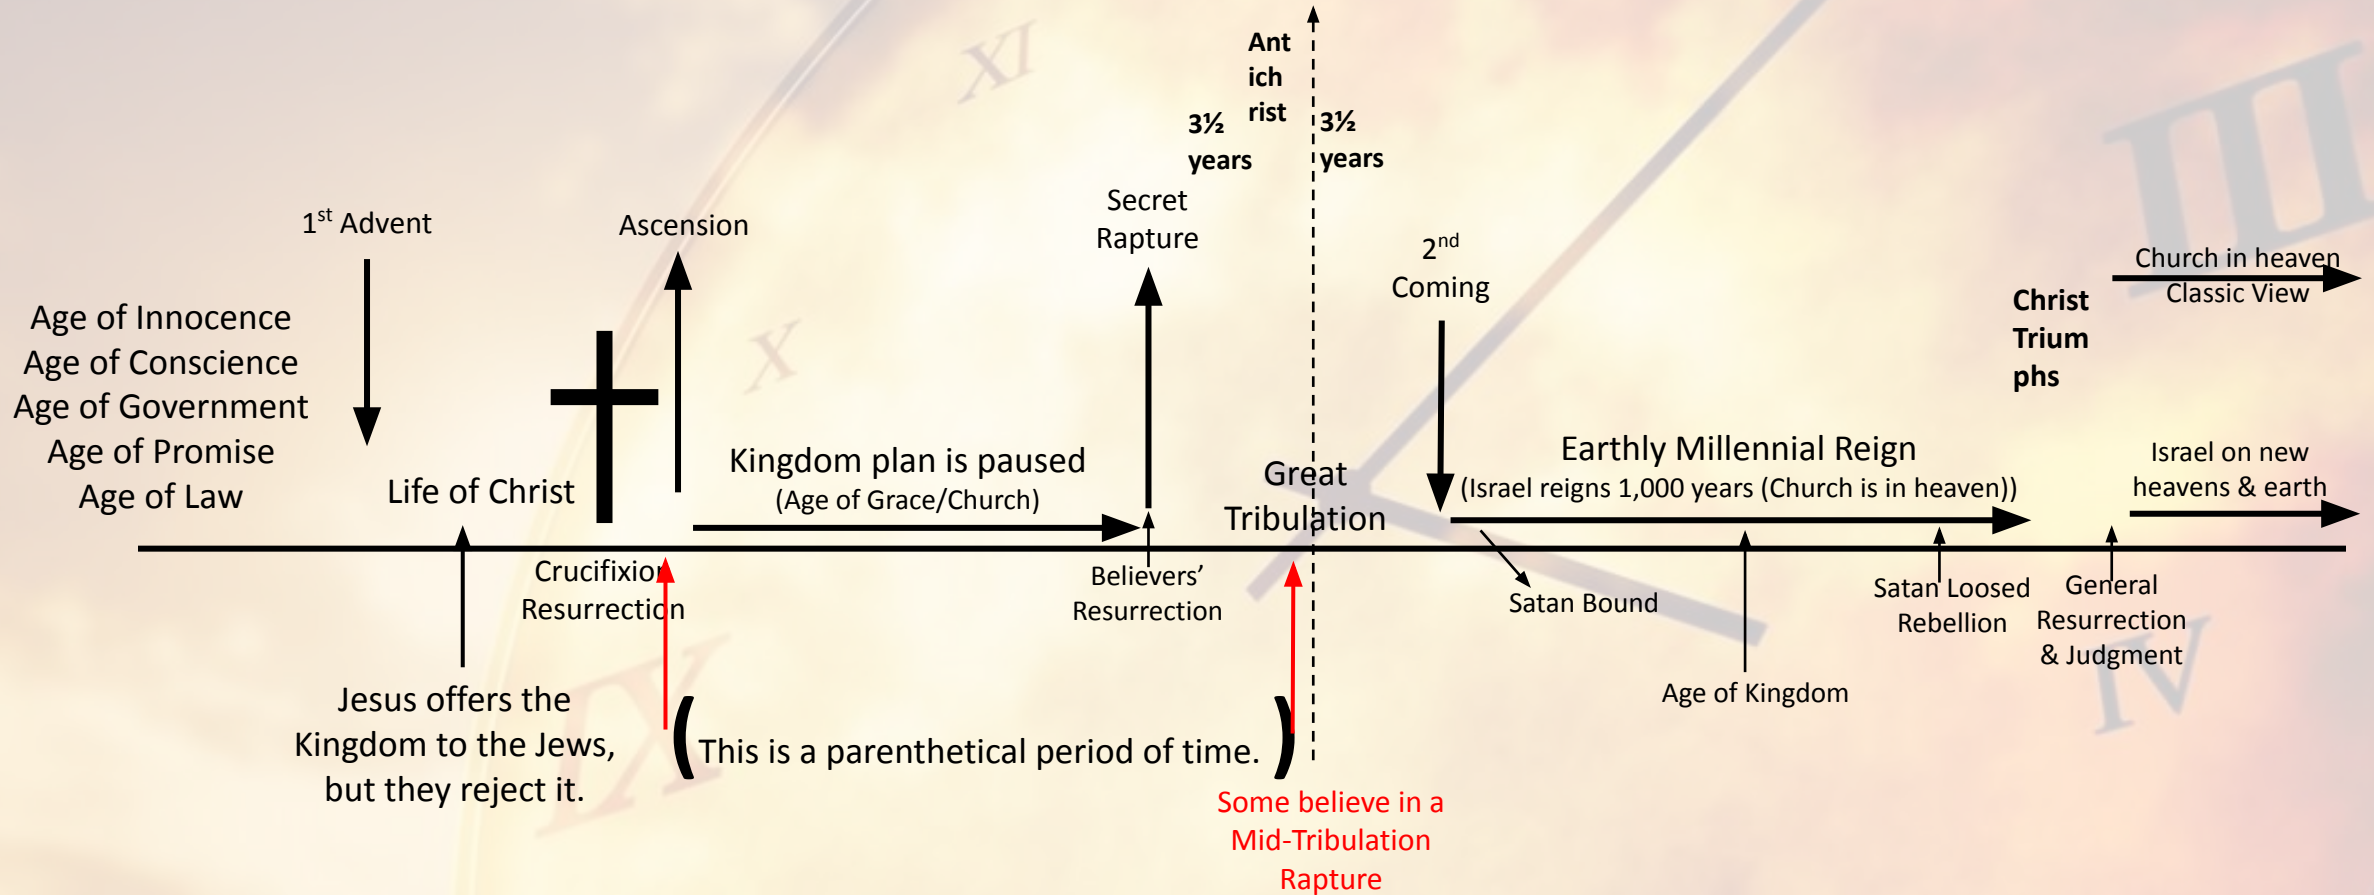 XI
X
IX
III
IV
Age of Innocence
Age of Conscience
Age of Government
Age of Promise
Age of Law
1st Advent
Life of Christ
Jesus offers the
Kingdom to the Jews,
but they reject it.
Crucifixion
Resurrection
Ascension
Kingdom plan is paused
(Age of Grace/Church)
(This is a parenthetical period of time.)
Secret
Rapture
Believers’
Resurrection
3½
years
Ant
ich
rist
3½
years
Great
Tribulation
Some believe in a
Mid-Tribulation
Rapture
2nd
Coming
Earthly Millennial Reign
(Israel reigns 1,000 years (Church is in heaven))
Satan Bound
Age of Kingdom
Satan Loosed
Rebellion
General
Resurrection
& Judgment
Christ
Trium
phs
Church in heaven
Classic View
Israel on new
heavens & earth